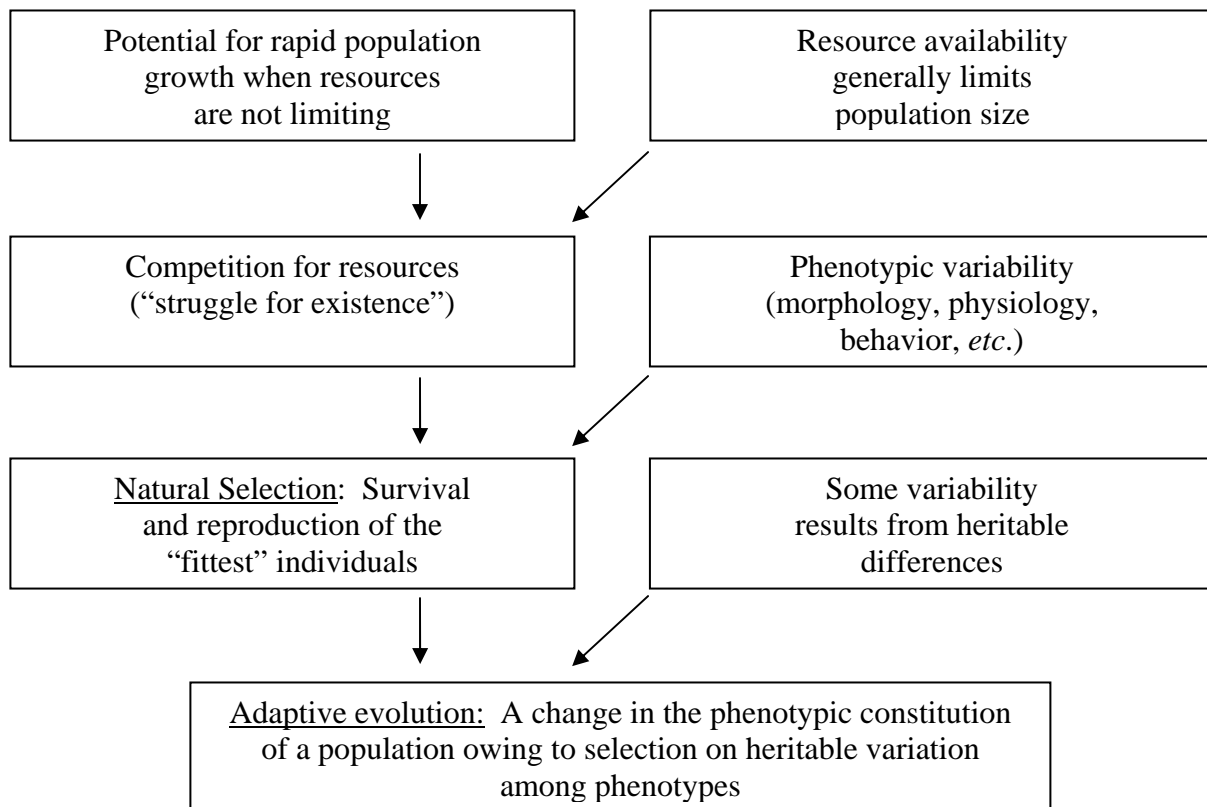 Potential for rapid population
growth when resources
are not limiting
Resource availability
generally limits
population size
Competition for resources
(“struggle for existence”)
Phenotypic variability
(morphology, physiology,
behavior, etc.)
Natural Selection:  Survival
and reproduction of the
“fittest” individuals
Some variability
results from heritable
differences
Adaptive evolution:  A change in the phenotypic constitution
of a population owing to selection on heritable variation
among phenotypes